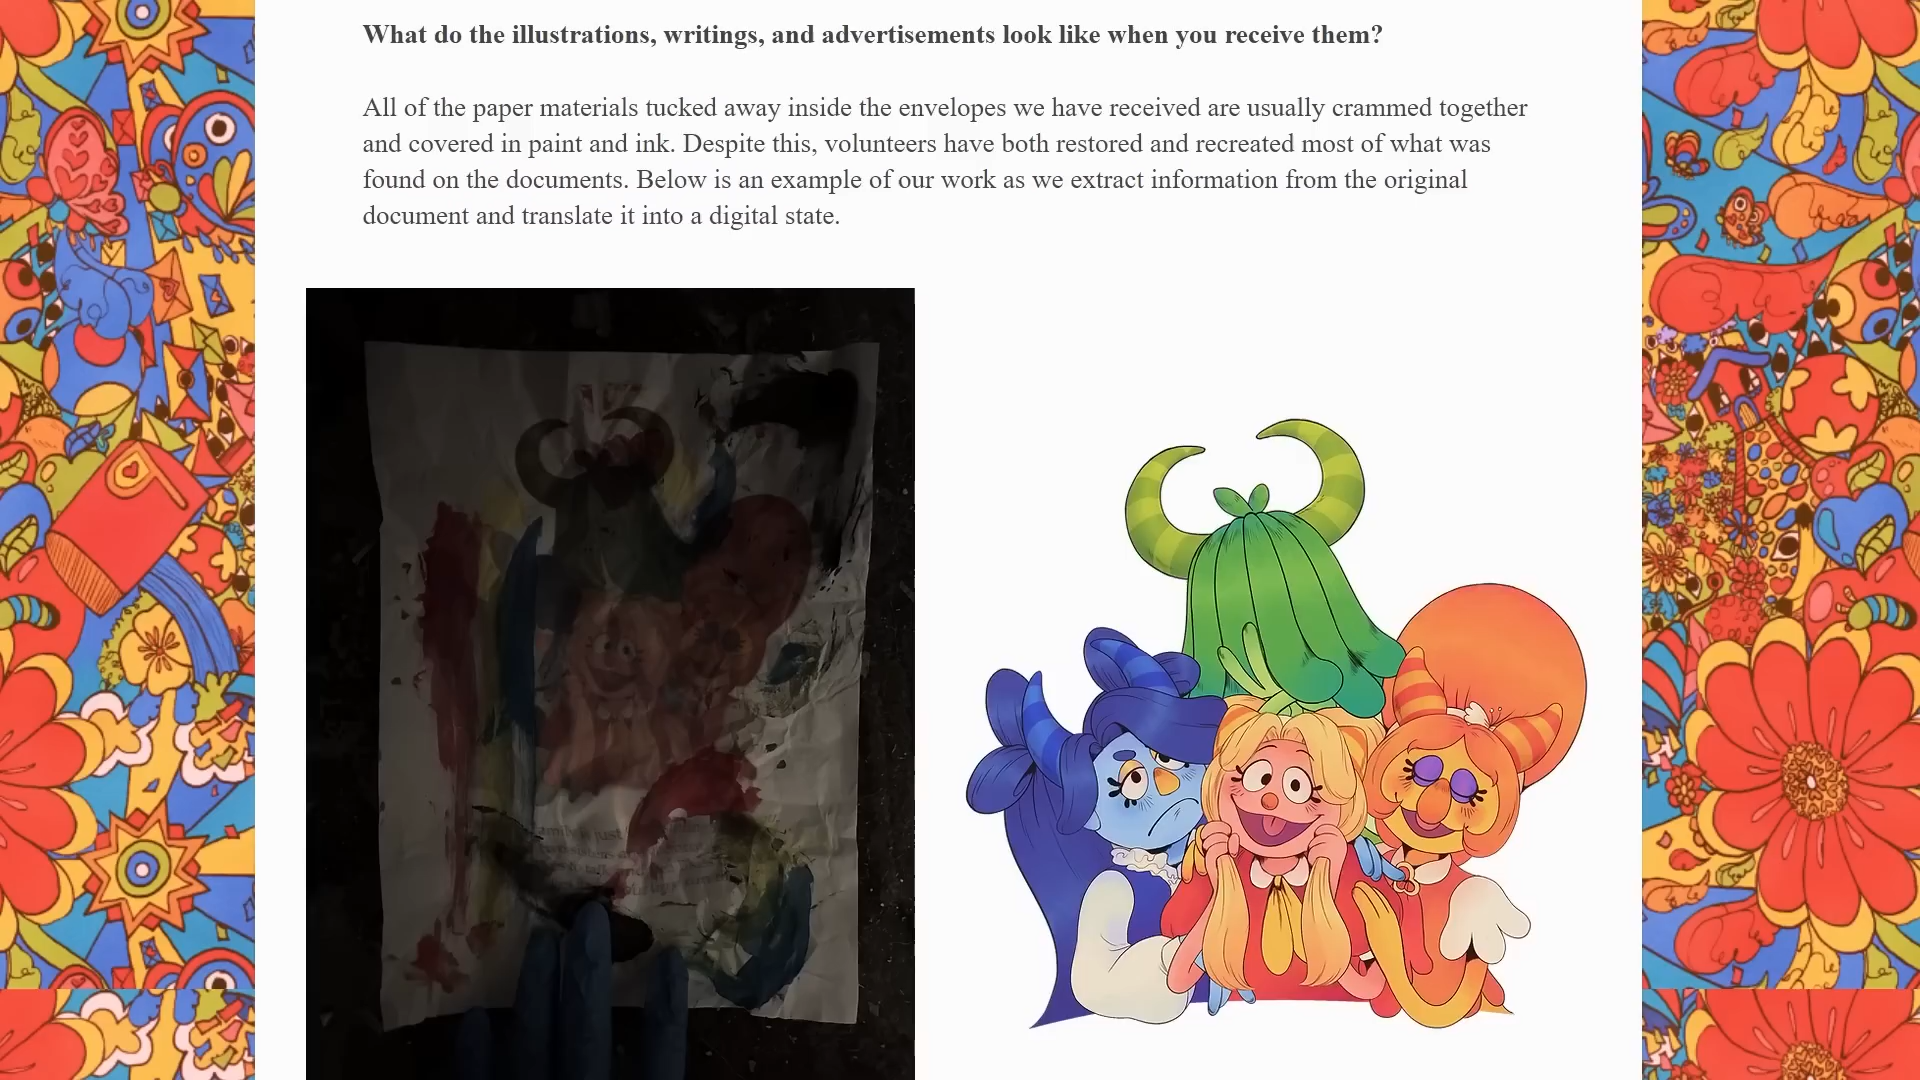 What do the illustrations, writings, and advertisements look like when you receive them?
All of the paper materials tucked away inside the envelopes we have received are usually crammed together
and covered in paint and ink. Despite this, volunteers have both restored and recreated most of what was
found on the documents. Below is an example of our work as we extract information from the original
document and translate it into a digital state.